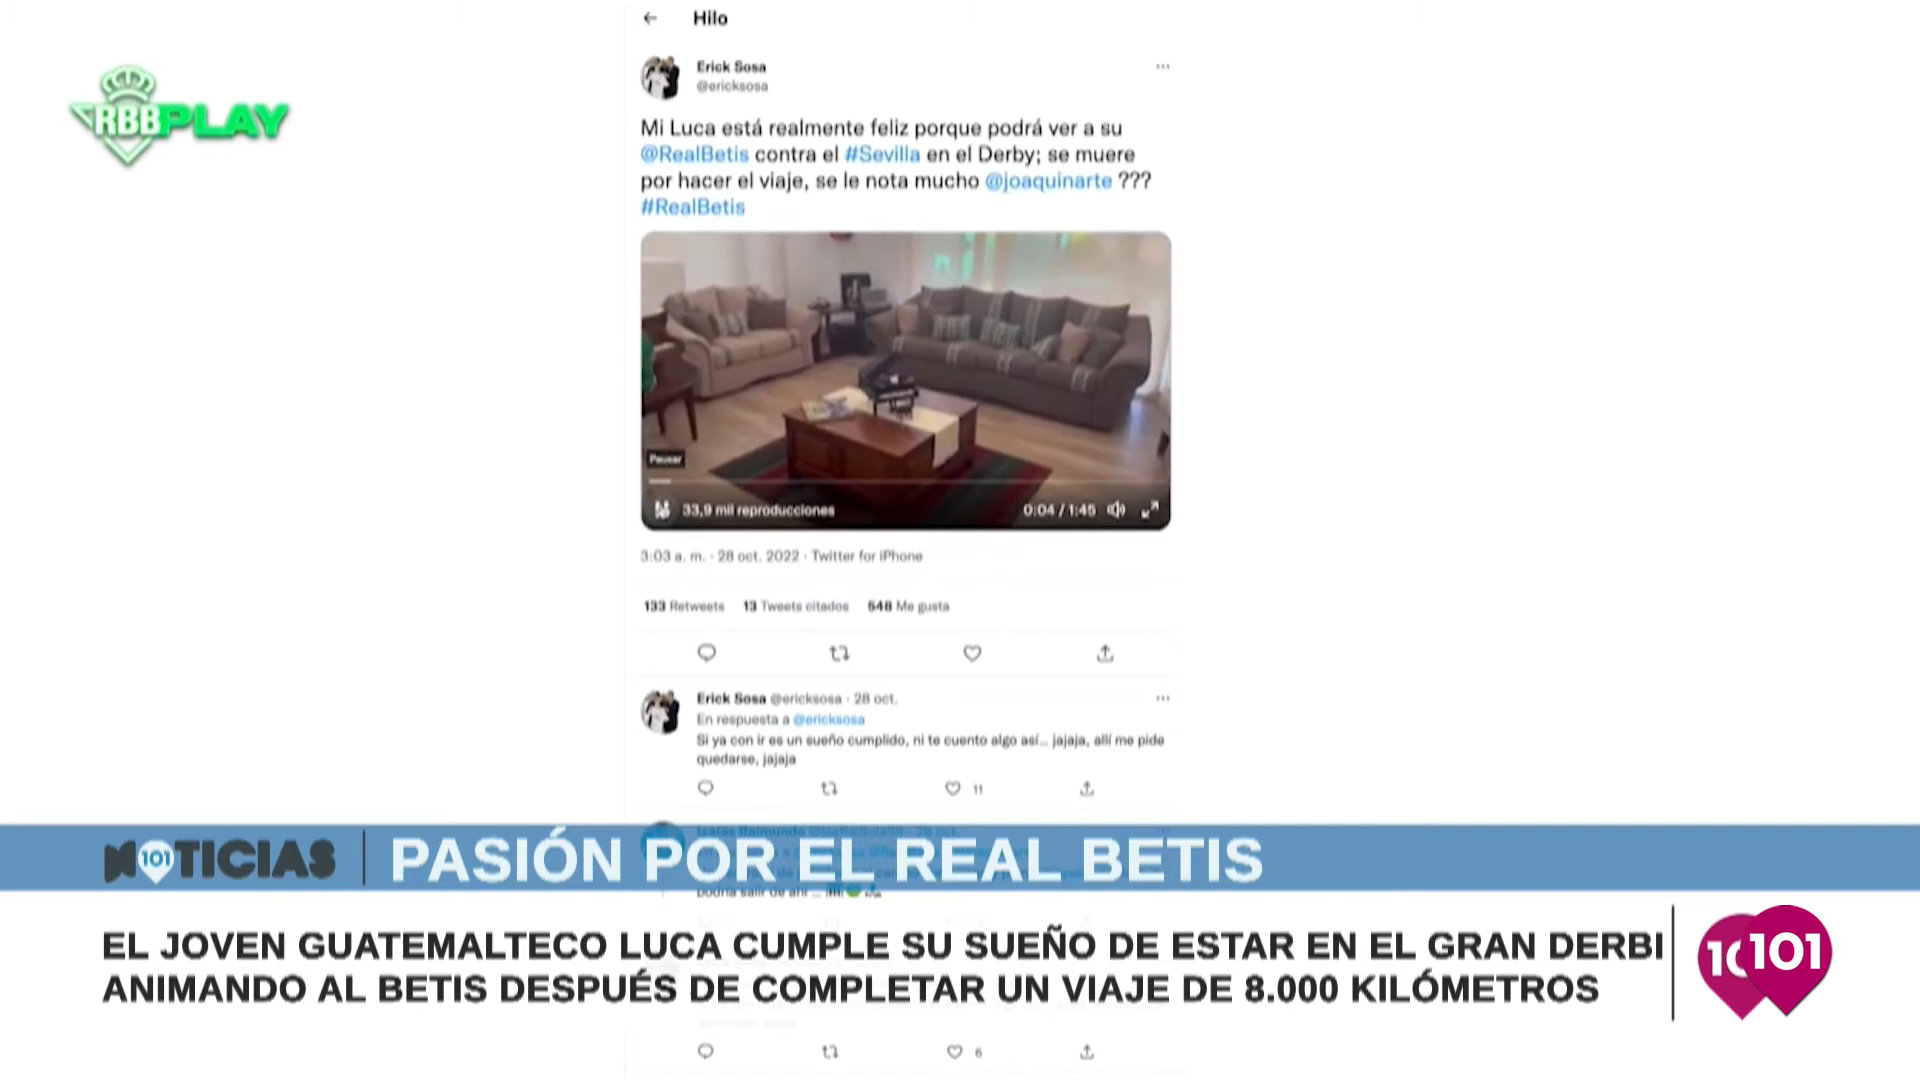 Hilo
RBBPLAY
Erick Sosa
@ericksosa
Mi Luca está realmente feliz porque podrá ver a su
@RealBetis contra el #Sevilla en el Derby; se muere
por hacer el viaje, se le nota mucho @joaquinarte ???
#RealBetis
Pausar
33,9 mil reproducciones
0:04 / 1:45
3:03 a. m. · 28 oct. 2022 · Twitter for iPhone
133 Retweets 13 Tweets citados 548 Me gusta
Erick Sosa @ericksosa · 28 oct.
En respuesta a @ericksosa
Si ya con ir es un sueño cumplido, ni te cuento algo así... jajaja, allí me pide
quedarse, jajaja
11
NOTICIAS
101
PASIÓN POR EL REAL BETIS
podría salir de ahí ...
EL JOVEN GUATEMALTECO LUCA CUMPLE SU SUEÑO DE ESTAR EN EL GRAN DERBI
ANIMANDO AL BETIS DESPUÉS DE COMPLETAR UN VIAJE DE 8.000 KILÓMETROS
101
6